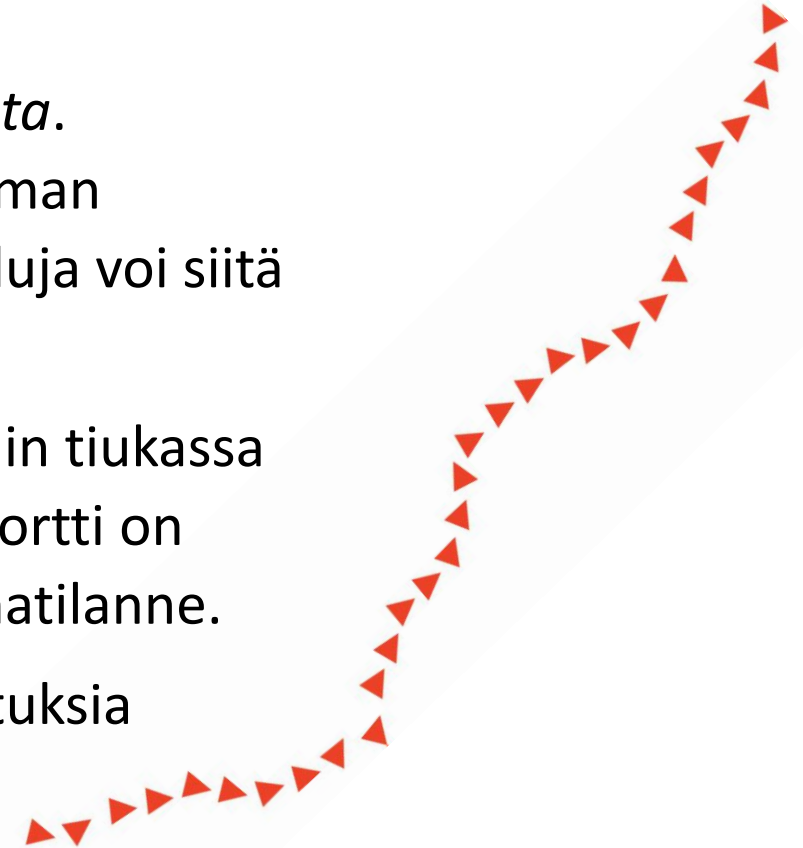 ta.
man
luja voi siitä
in tiukassa
ortti on
atilanne.
tuksia